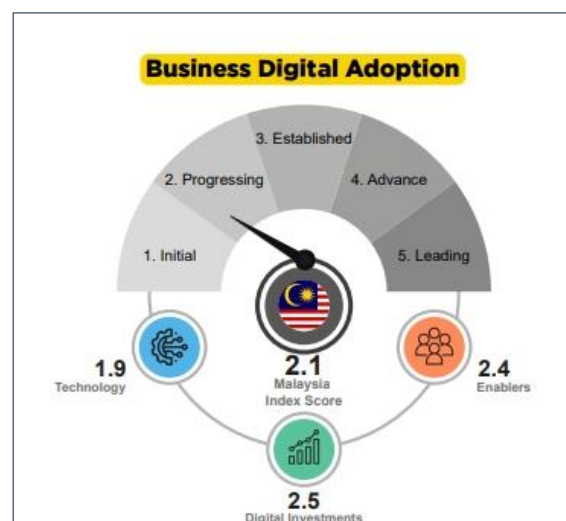 Business Digital Adoption
3. Established
2. Progressing
4. Advance
1. Initial
5. Leading
1.9
Technology
2.1
Malaysia
Index Score
2.4
Enablers
2.5
Digital Investments